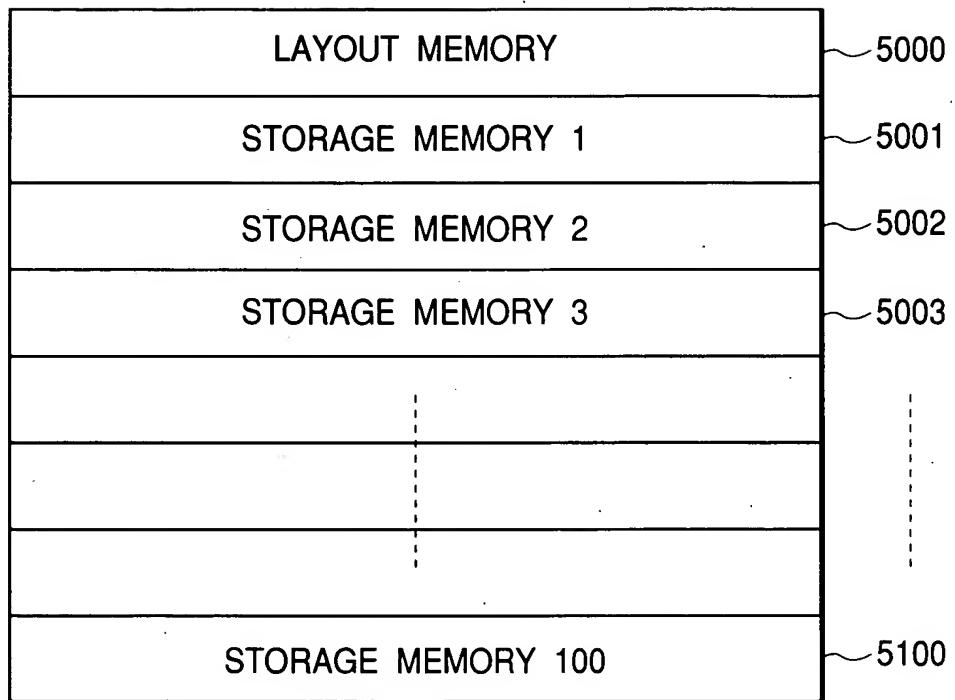 LAYOUT MEMORY 5000
STORAGE MEMORY 1 5001
STORAGE MEMORY 2 5002
STORAGE MEMORY 3 5003
STORAGE MEMORY 100 5100